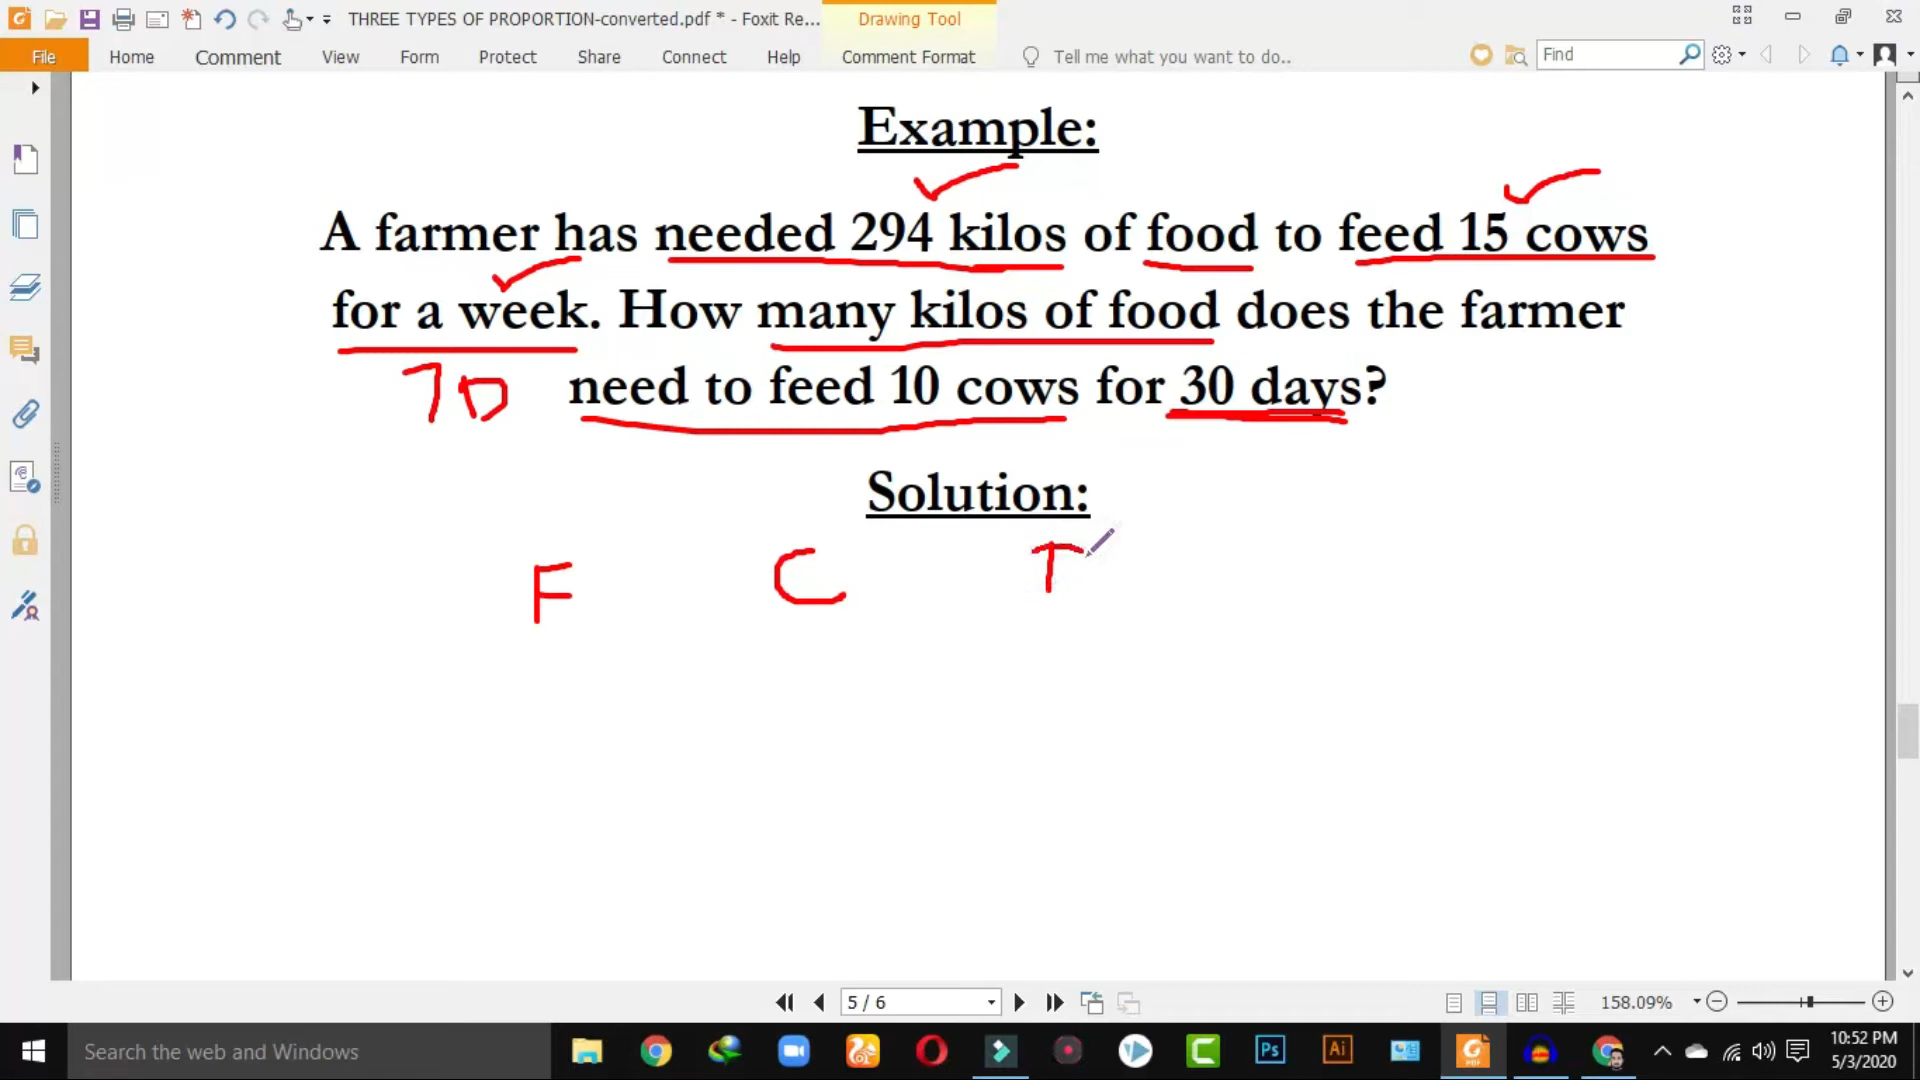 THREE TYPES OF PROPORTION-converted.pdf * - Foxit Re...
Drawing Tool
File Home Comment View Form Protect Share Connect Help Comment Format Tell me what you want to do.. Find
Example:
A farmer has needed 294 kilos of food to feed 15 cows
for a week. How many kilos of food does the farmer
need to feed 10 cows for 30 days?
7D
Solution:
F C T
5 / 6
158.09%
Search the web and Windows
Ps
Ai
10:52 PM
5/3/2020